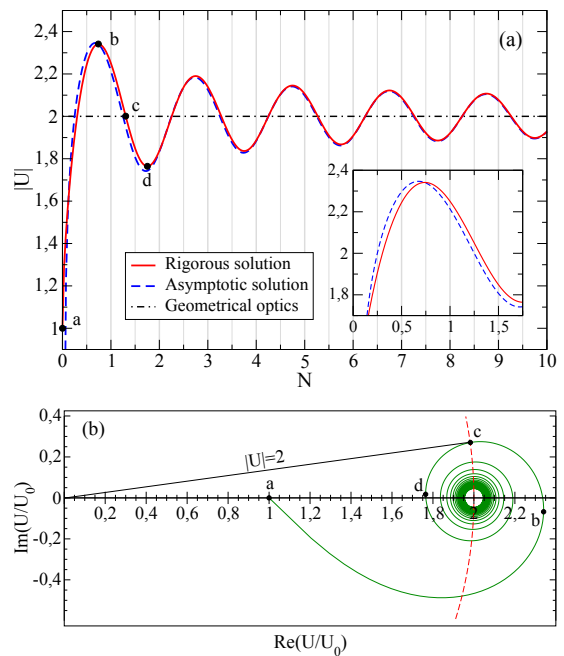 (a)
|U|
2,4
2,2
2
1,8
1,6
1,4
1,2
1
a
b
c
d
Rigorous solution
Asymptotic solution
Geometrical optics
2,4
2,2
2
1,8
0 0,5 1 1,5
0 1 2 3 4 5 6 7 8 9 10
N
(b)
Im(U/U0)
0,4
0,2
0
-0,2
-0,4
|U|=2
a
b
c
d
0,2 0,4 0,6 0,8 1 1,2 1,4 1,6 1,8 2 2,2
Re(U/U0)